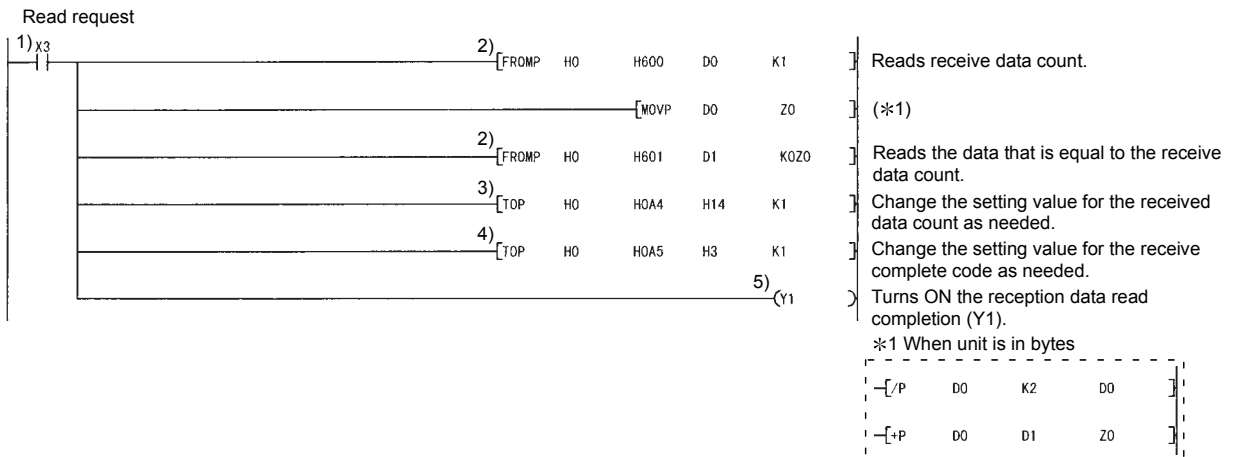 Read request
1) X3
2) [FROMP H0 H600 D0 K1 ] Reads receive data count.
[MOVP D0 Z0 ] (*1)
2) [FROMP H0 H601 D1 K0Z0 ] Reads the data that is equal to the receive
data count.
3) [TOP H0 H0A4 H14 K1 ] Change the setting value for the received
data count as needed.
4) [TOP H0 H0A5 H3 K1 ] Change the setting value for the receive
complete code as needed.
5) (Y1 ) Turns ON the reception data read
completion (Y1).
*1 When unit is in bytes
[/P D0 K2 D0 ]
[+P D0 D1 Z0 ]